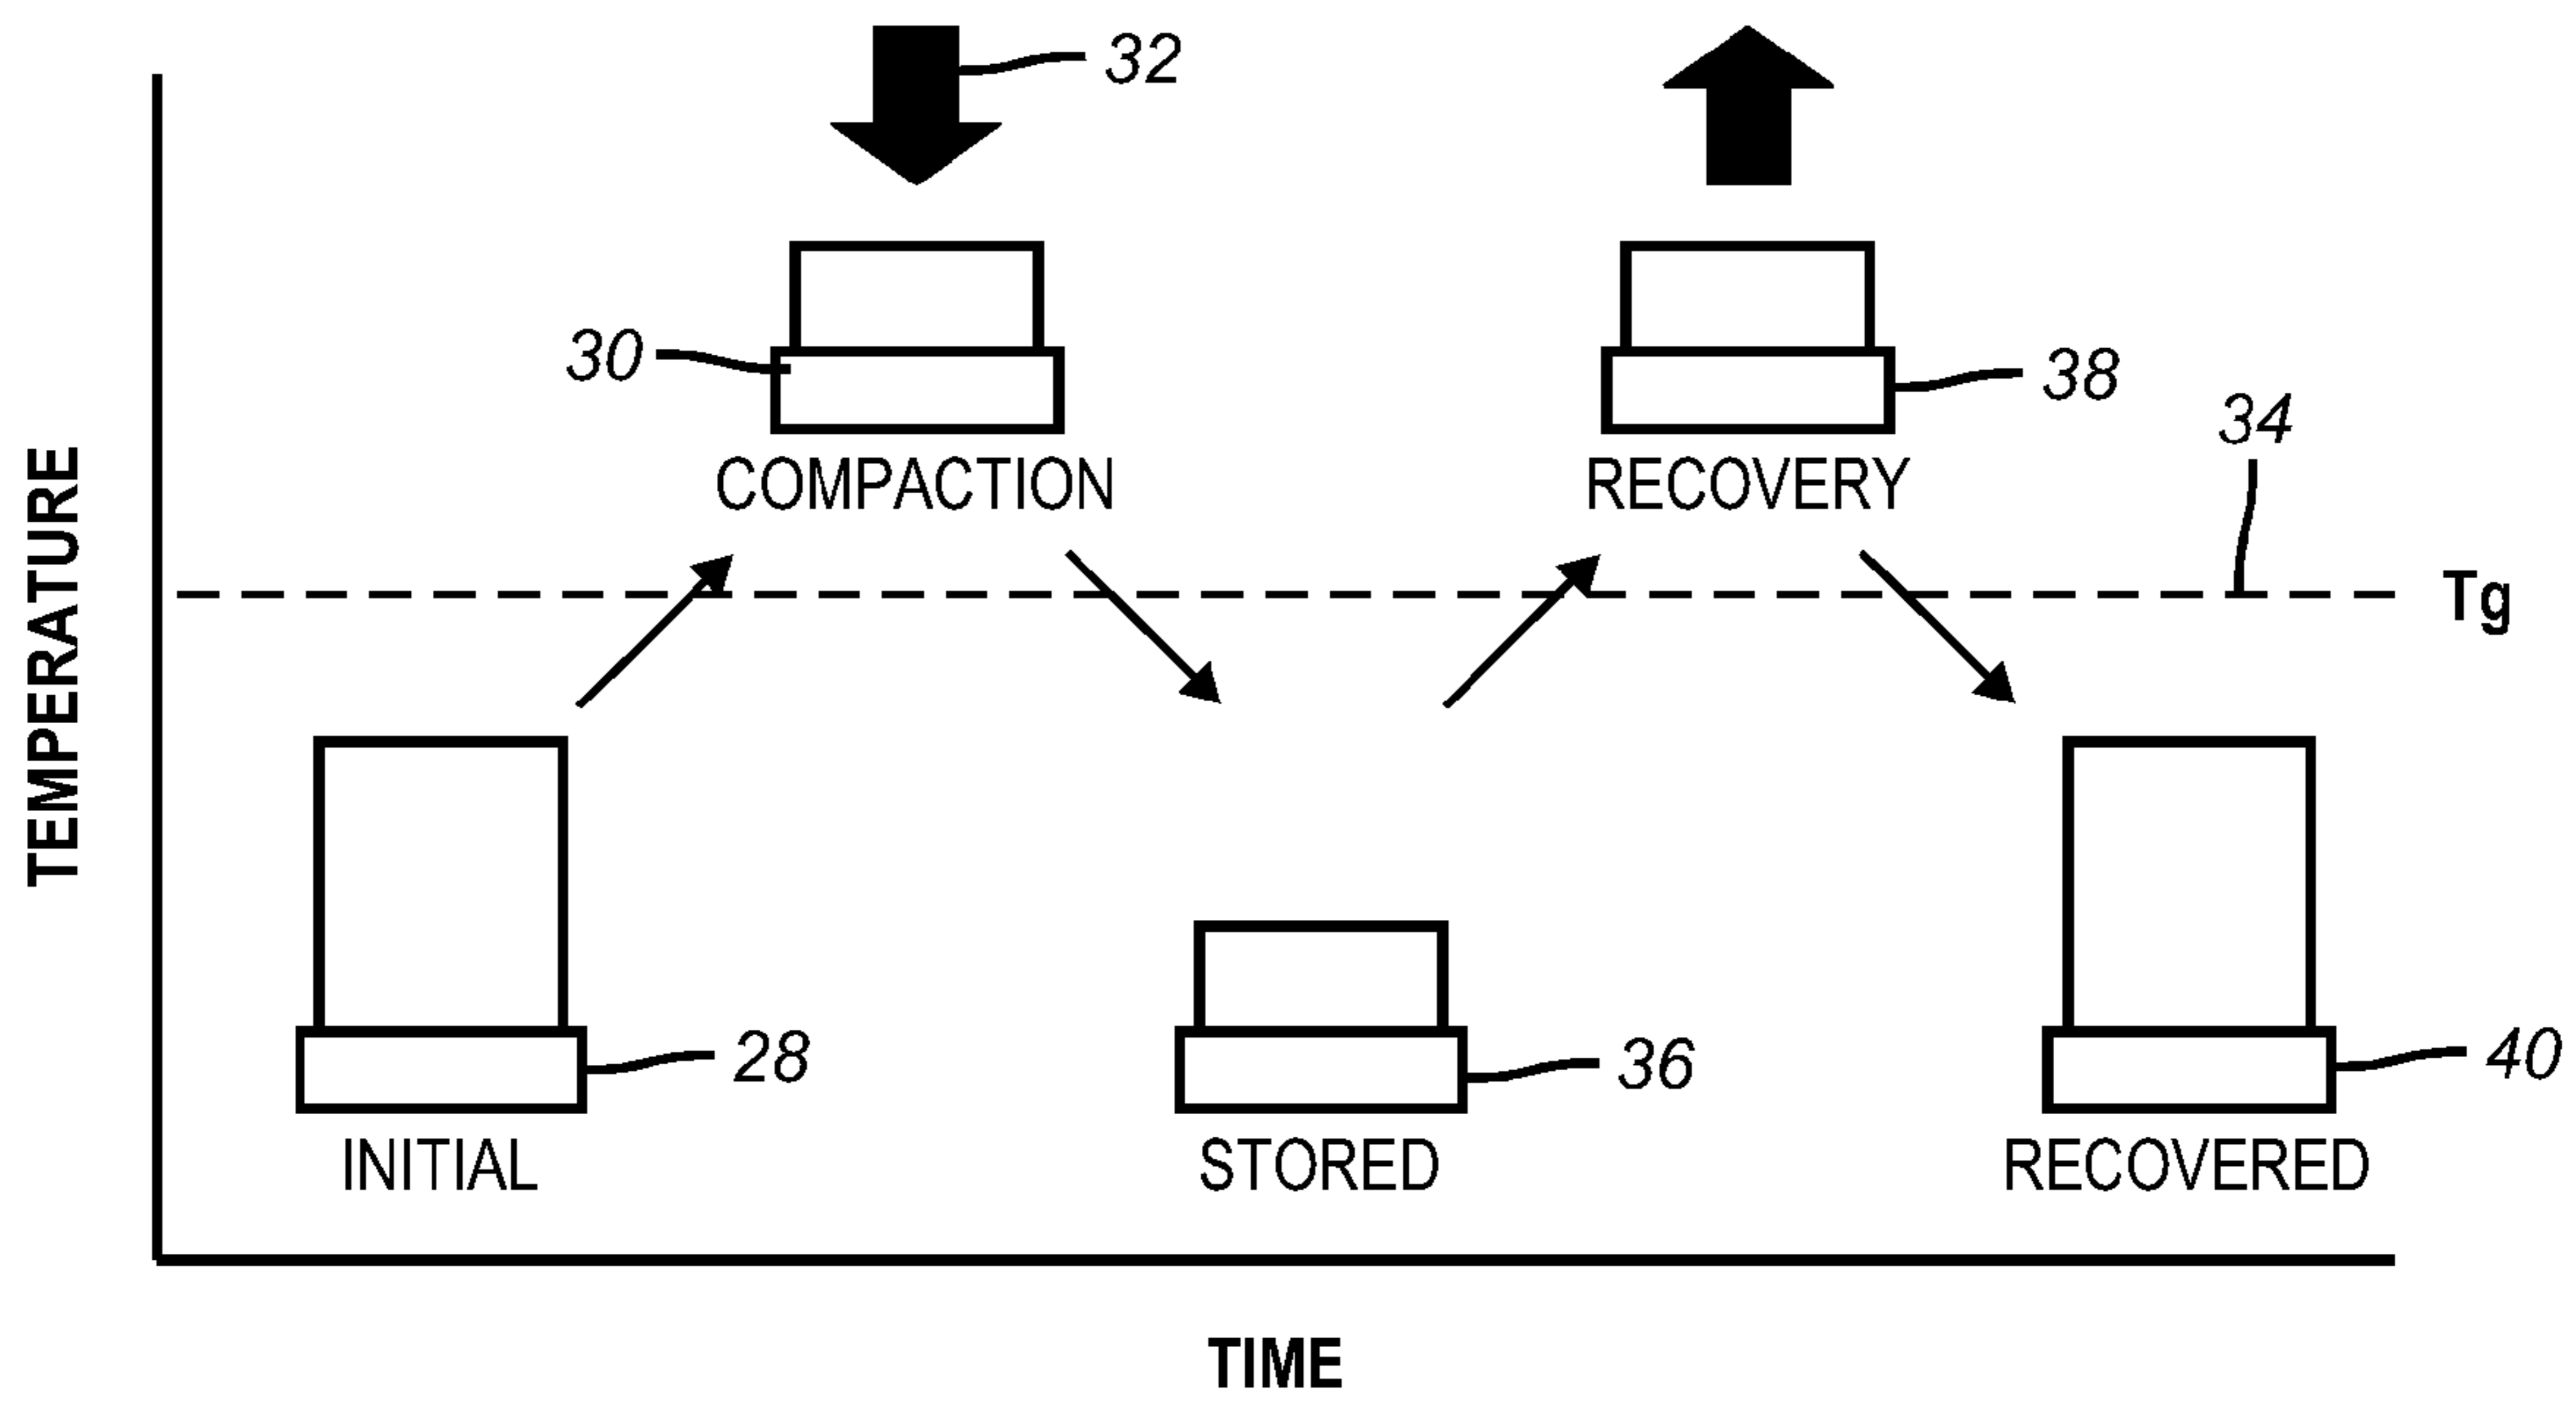 32
30
38
COMPACTION
RECOVERY
34
Tg
TEMPERATURE
28
36
40
INITIAL
STORED
RECOVERED
TIME